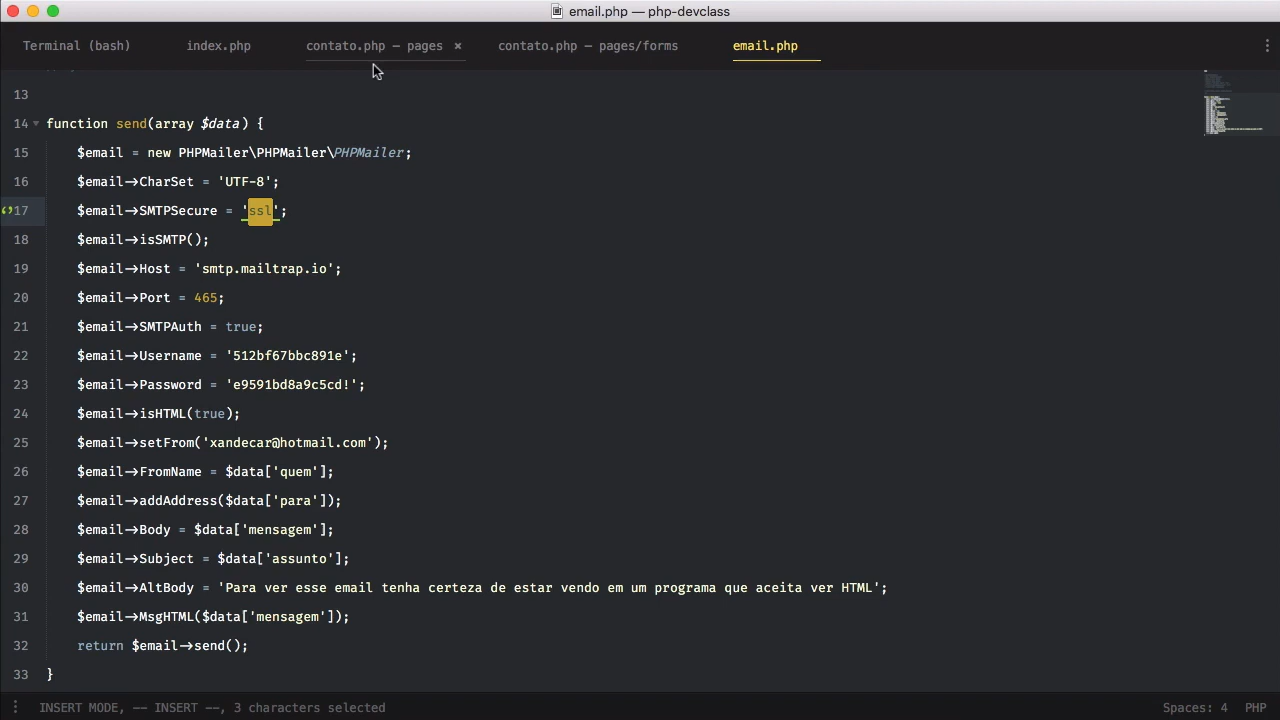 email.php — php-devclass
Terminal (bash) index.php contato.php — pages × contato.php — pages/forms email.php
13
14 function send(array $data) {
15 $email = new PHPMailer\PHPMailer\PHPMailer;
16 $email->CharSet = 'UTF-8';
17 $email->SMTPSecure = 'ssl';
18 $email->isSMTP();
19 $email->Host = 'smtp.mailtrap.io';
20 $email->Port = 465;
21 $email->SMTPAuth = true;
22 $email->Username = '512bf67bbc891e';
23 $email->Password = 'e9591bd8a9c5cd!';
24 $email->isHTML(true);
25 $email->setFrom('xandecar@hotmail.com');
26 $email->FromName = $data['quem'];
27 $email->addAddress($data['para']);
28 $email->Body = $data['mensagem'];
29 $email->Subject = $data['assunto'];
30 $email->AltBody = 'Para ver esse email tenha certeza de estar vendo em um programa que aceita ver HTML';
31 $email->MsgHTML($data['mensagem']);
32 return $email->send();
33 }
INSERT MODE, -- INSERT --, 3 characters selected Spaces: 4 PHP